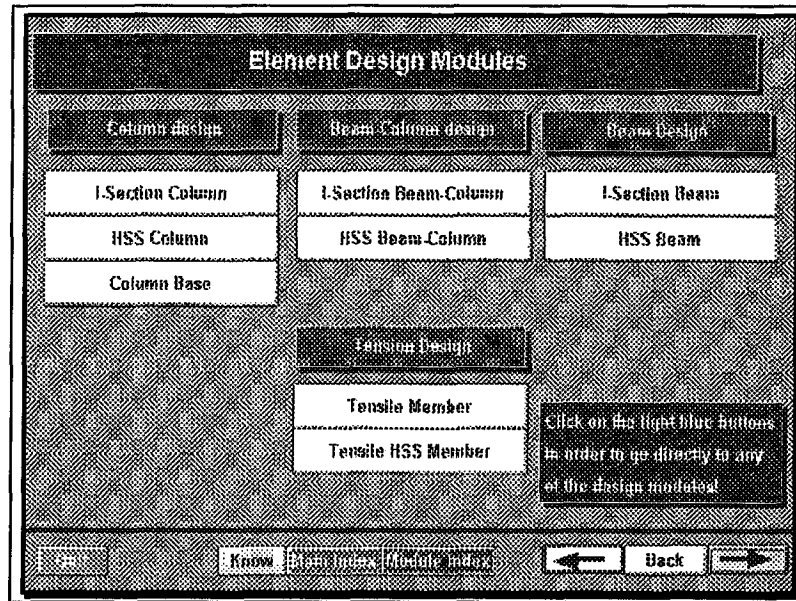 Element Design Modules
Column design
Beam-Column design
Beam Design
I-Section Column
I-Section Beam-Column
I-Section Beam
HSS Column
HSS Beam-Column
HSS Beam
Column Base
Tension Design
Tensile Member
Tensile HSS Member
Click on the light blue buttons
in order to go directly to any
of the design modules!
Know
Main Index
Module Index
Back